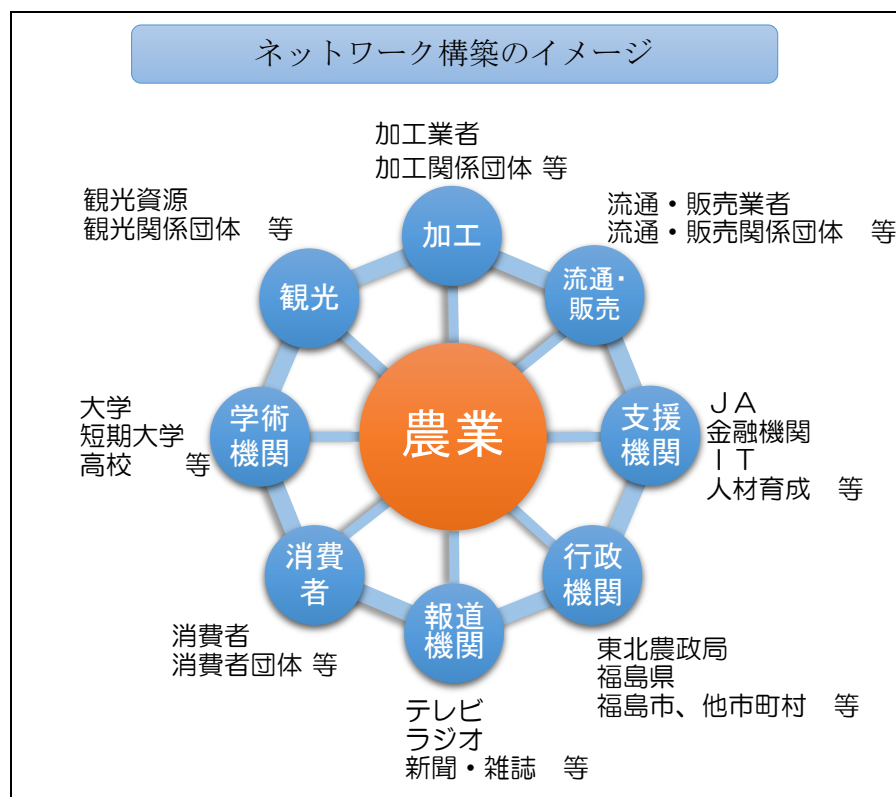 ネットワーク構築のイメージ
加工業者
加工関係団体 等
観光資源
観光関係団体　等
流通・販売業者
流通・販売関係団体　等
加工
観光
流通・
販売
大学
短期大学
高校　　等
学術
機関
農業
支援
機関
ＪＡ
金融機関
ＩＴ
人材育成　等
消費
者
行政
機関
報道
機関
消費者
消費者団体 等
東北農政局
福島県
福島市、他市町村　等
テレビ
ラジオ
新聞・雑誌　等